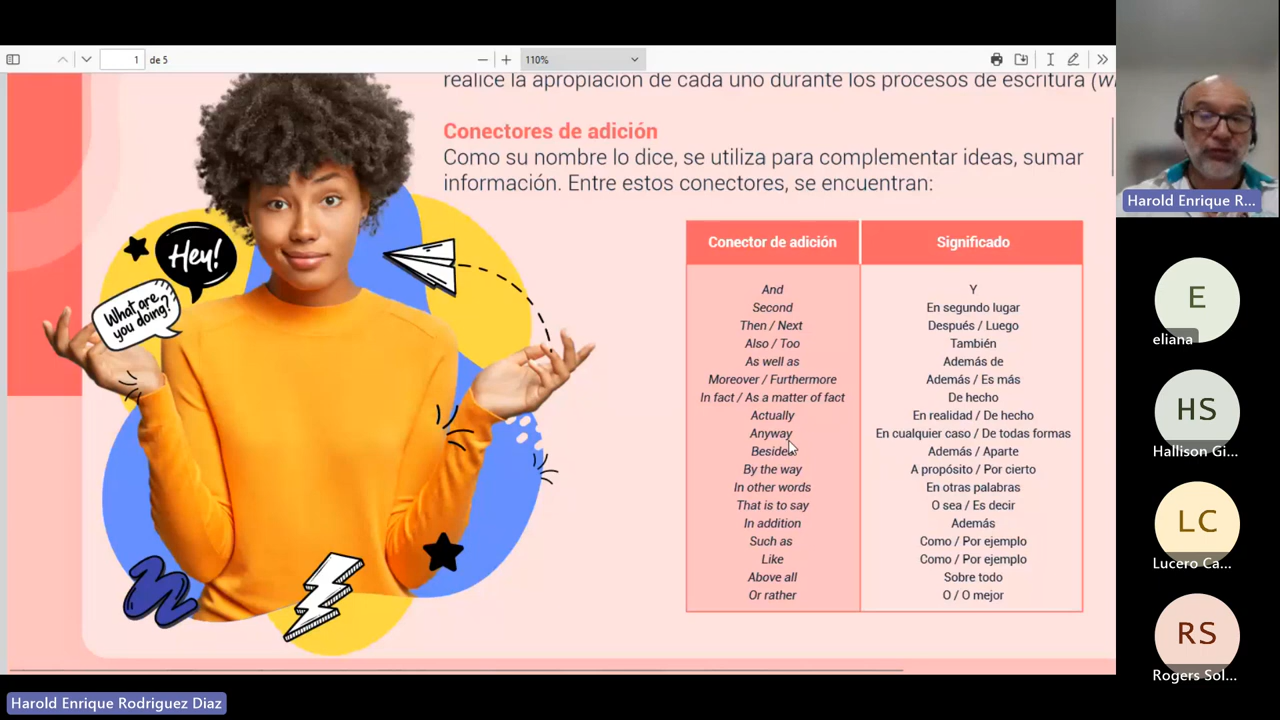 1 de 5
110%
realice la apropiación de cada uno durante los procesos de escritura
Conectores de adición
Como su nombre lo dice, se utiliza para complementar ideas, sumar
información. Entre estos conectores, se encuentran:
Hey!
What are
you doing?
Conector de adición Significado
And Y
Second En segundo lugar
Then / Next Después / Luego
Also / Too También
As well as Además de
Moreover / Furthermore Además / Es más
In fact / As a matter of fact De hecho
Actually En realidad / De hecho
Anyway En cualquier caso / De todas formas
Besides Además / Aparte
By the way A propósito / Por cierto
In other words En otras palabras
That is to say O sea / Es decir
In addition Además
Such as Como / Por ejemplo
Like Como / Por ejemplo
Above all Sobre todo
Or rather O / O mejor
Harold Enrique R...
E
eliana
HS
Hallison Gi...
LC
Lucero Ca...
RS
Rogers Sol...
Harold Enrique Rodriguez Diaz